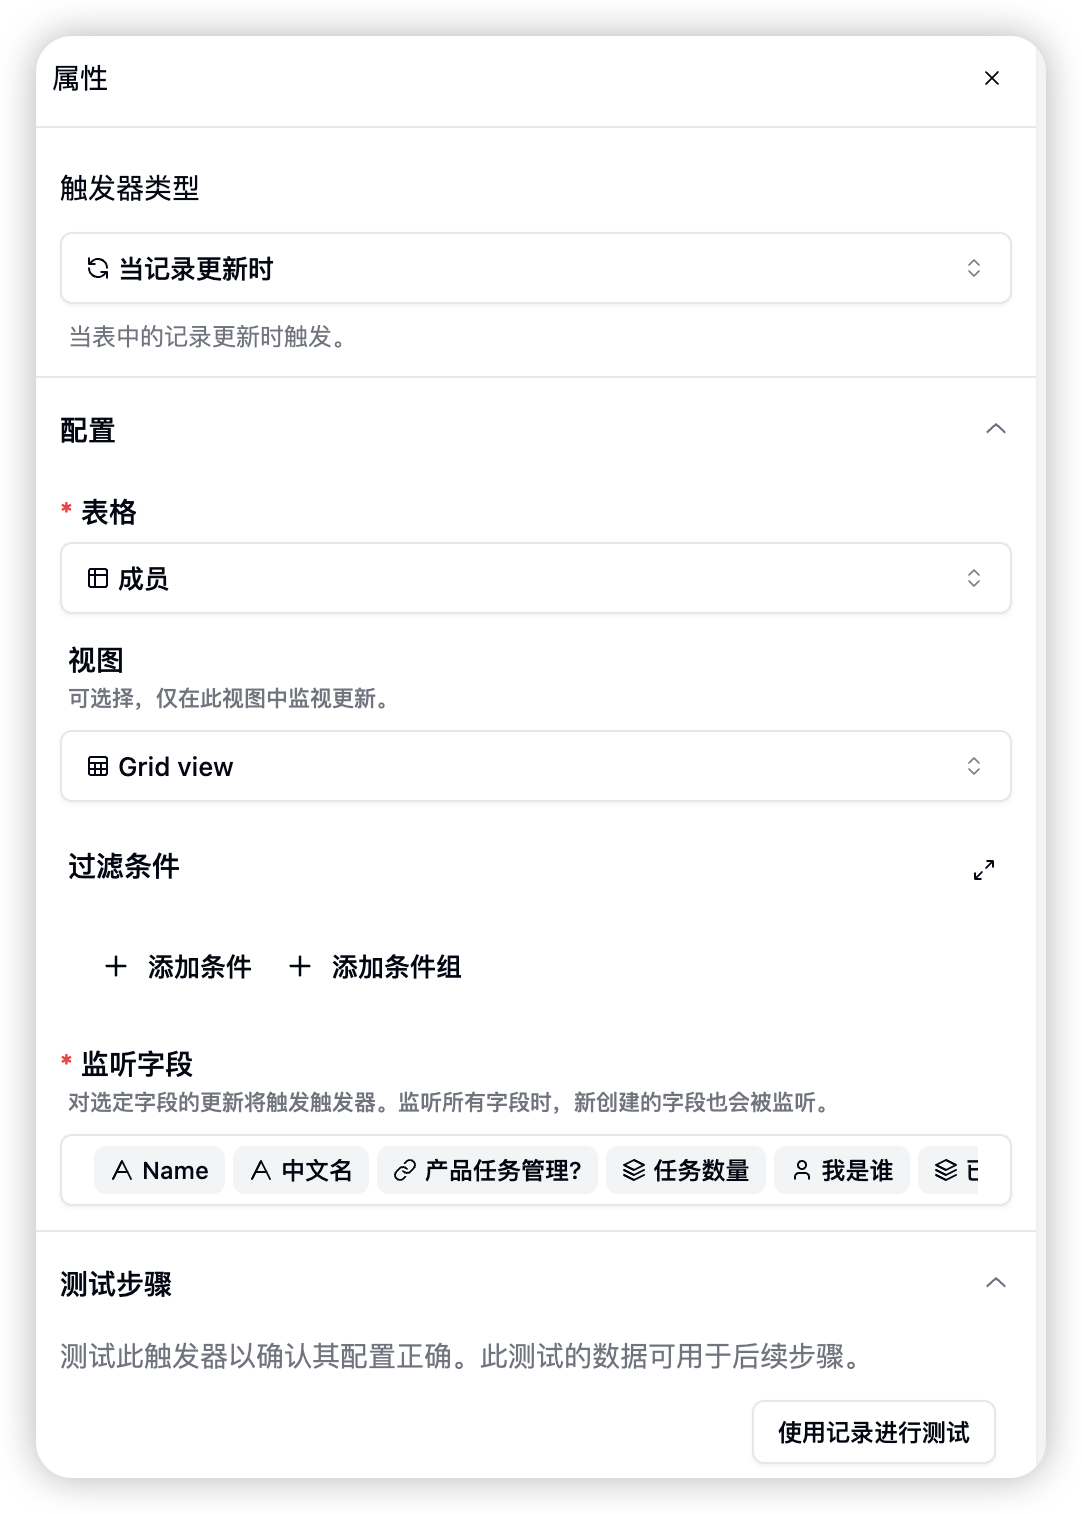 属性
触发器类型
当记录更新时
当表中的记录更新时触发。
配置
* 表格
成员
视图
可选择，仅在此视图中监视更新。
Grid view
过滤条件
添加条件 添加条件组
* 监听字段
对选定字段的更新将触发触发器。监听所有字段时，新创建的字段也会被监听。
Name 中文名 产品任务管理? 任务数量 我是谁
测试步骤
测试此触发器以确认其配置正确。此测试的数据可用于后续步骤。
使用记录进行测试